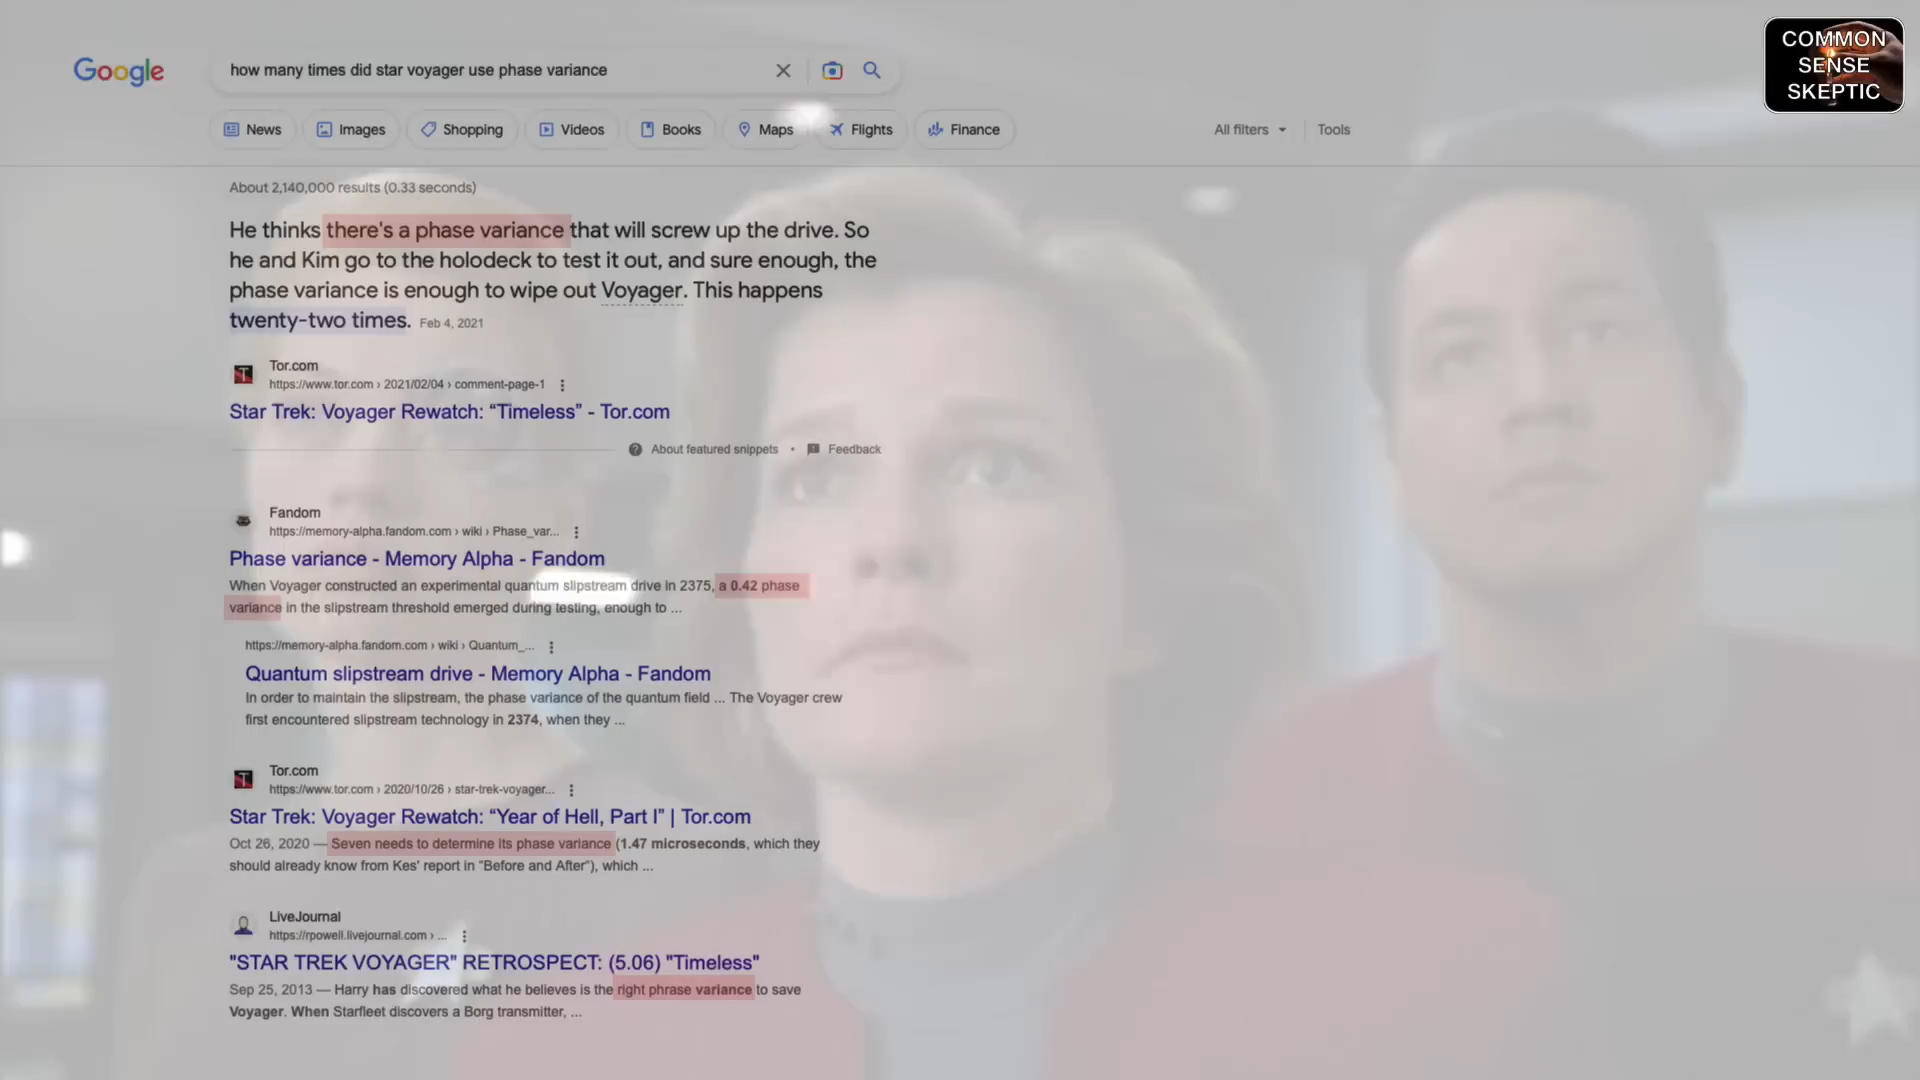 COMMON
SENSE
SKEPTIC
Google
how many times did star voyager use phase variance
News Images Shopping Videos Books Maps Flights Finance All filters Tools
About 2,140,000 results (0.33 seconds)
He thinks there's a phase variance that will screw up the drive. So
he and Kim go to the holodeck to test it out, and sure enough, the
phase variance is enough to wipe out Voyager. This happens
twenty-two times. Feb 4, 2021
Tor.com
https://www.tor.com › 2021/02/04 › comment-page-1
Star Trek: Voyager Rewatch: “Timeless” - Tor.com
About featured snippets • Feedback
Fandom
https://memory-alpha.fandom.com › wiki › Phase_var...
Phase variance - Memory Alpha - Fandom
When Voyager constructed an experimental quantum slipstream drive in 2375, a 0.42 phase
variance in the slipstream threshold emerged during testing, enough to ...
https://memory-alpha.fandom.com › wiki › Quantum_...
Quantum slipstream drive - Memory Alpha - Fandom
In order to maintain the slipstream, the phase variance of the quantum field ... The Voyager crew
first encountered slipstream technology in 2374, when they ...
Tor.com
https://www.tor.com › 2020/10/26 › star-trek-voyager...
Star Trek: Voyager Rewatch: “Year of Hell, Part I” | Tor.com
Oct 26, 2020 — Seven needs to determine its phase variance (1.47 microseconds, which they
should already know from Kes' report in "Before and After"), which ...
LiveJournal
https://rpowell.livejournal.com › ...
"STAR TREK VOYAGER" RETROSPECT: (5.06) "Timeless"
Sep 25, 2013 — Harry has discovered what he believes is the right phrase variance to save
Voyager. When Starfleet discovers a Borg transmitter, ...